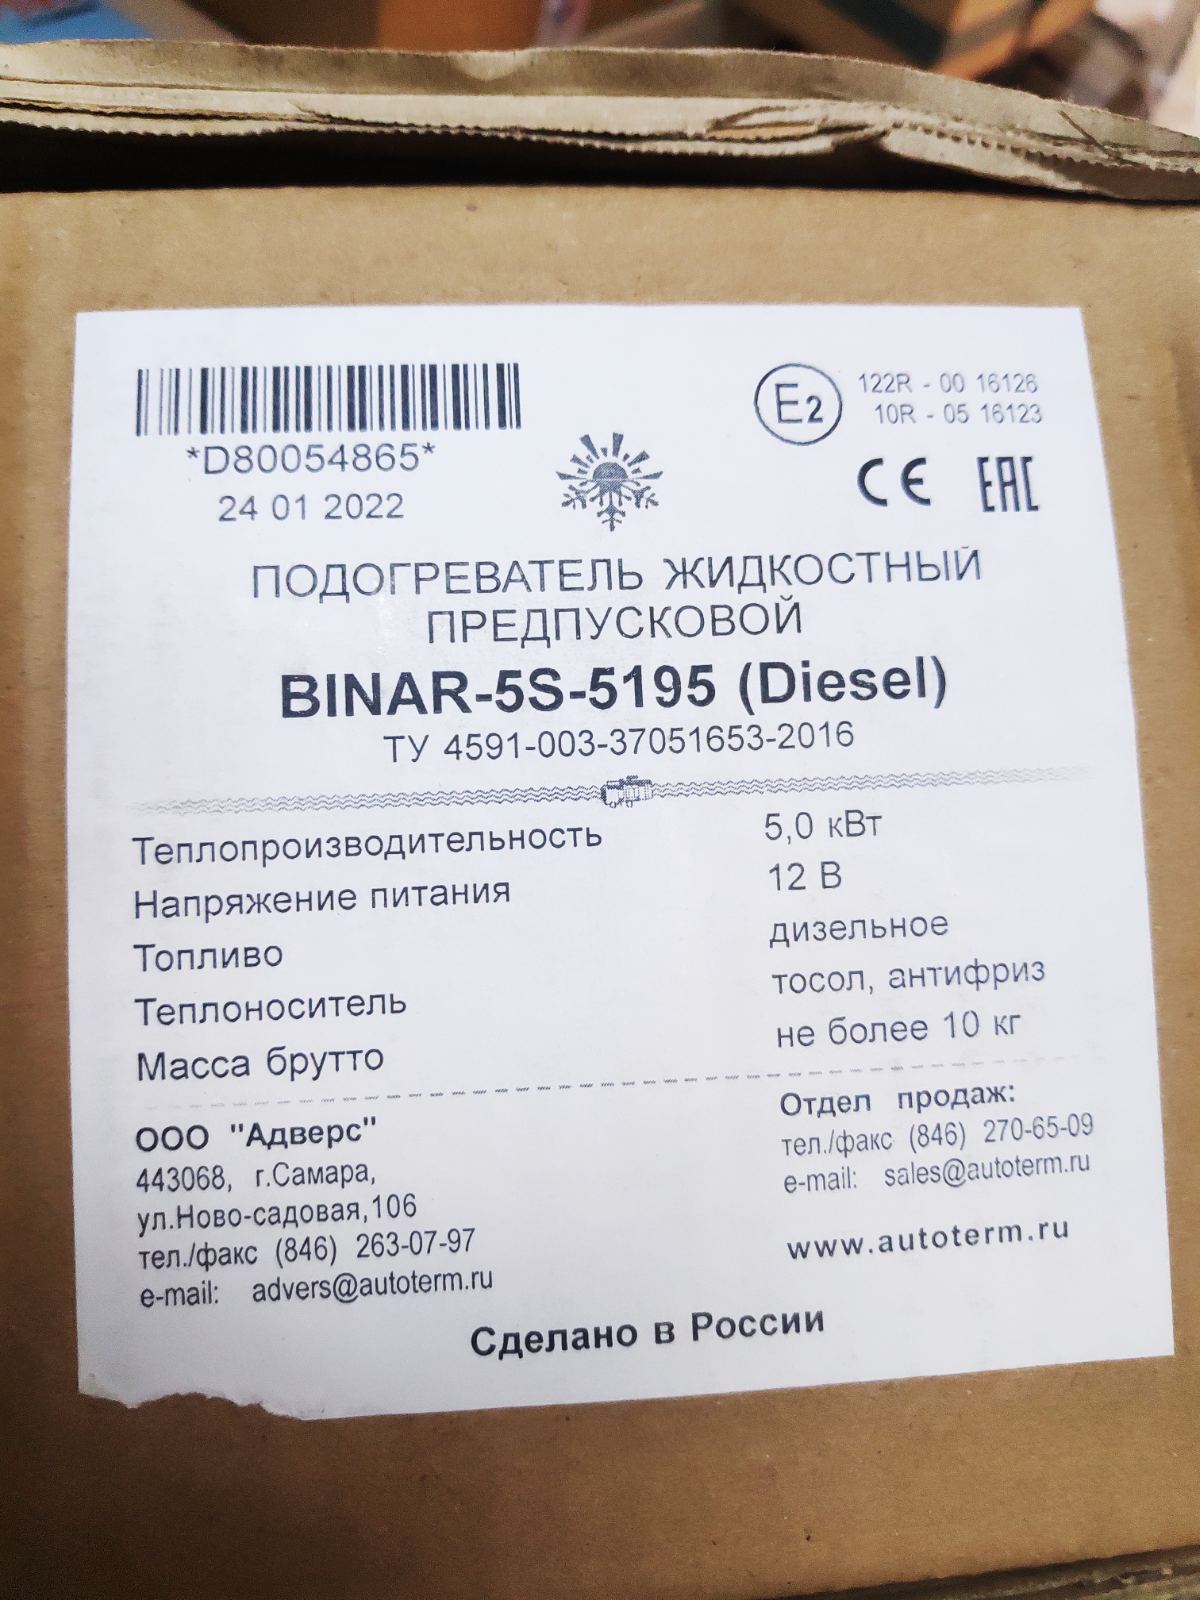 *D80054865*
24 01 2022
E2
122R - 00 16126
10R - 05 16123
CE EAC
ПОДОГРЕВАТЕЛЬ ЖИДКОСТНЫЙ
ПРЕДПУСКОВОЙ
BINAR-5S-5195 (Diesel)
ТУ 4591-003-37051653-2016
Теплопроизводительность 5,0 кВт
Напряжение питания 12 В
Топливо дизельное
Теплоноситель тосол, антифриз
Масса брутто не более 10 кг
ООО "Адверс"
443068, г.Самара,
ул.Ново-садовая,106
тел./факс (846) 263-07-97
e-mail: advers@autoterm.ru
Отдел продаж:
тел./факс (846) 270-65-09
e-mail: sales@autoterm.ru
www.autoterm.ru
Сделано в России